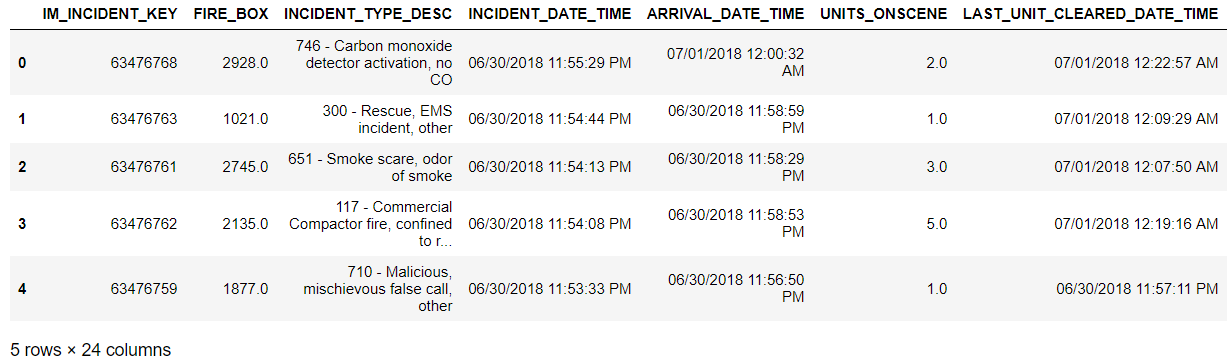 IM_INCIDENT_KEY FIRE_BOX INCIDENT_TYPE_DESC INCIDENT_DATE_TIME ARRIVAL_DATE_TIME UNITS_ONSCENE LAST_UNIT_CLEARED_DATE_TIME
0 63476768 2928.0 746 - Carbon monoxide detector activation, no CO 06/30/2018 11:55:29 PM 07/01/2018 12:00:32 AM 2.0 07/01/2018 12:22:57 AM
1 63476763 1021.0 300 - Rescue, EMS incident, other 06/30/2018 11:54:44 PM 06/30/2018 11:58:59 PM 1.0 07/01/2018 12:09:29 AM
2 63476761 2745.0 651 - Smoke scare, odor of smoke 06/30/2018 11:54:13 PM 06/30/2018 11:58:29 PM 3.0 07/01/2018 12:07:50 AM
3 63476762 2135.0 117 - Commercial Compactor fire, confined to r... 06/30/2018 11:54:08 PM 06/30/2018 11:58:53 PM 5.0 07/01/2018 12:19:16 AM
4 63476759 1877.0 710 - Malicious, mischievous false call, other 06/30/2018 11:53:33 PM 06/30/2018 11:56:50 PM 1.0 06/30/2018 11:57:11 PM
5 rows × 24 columns